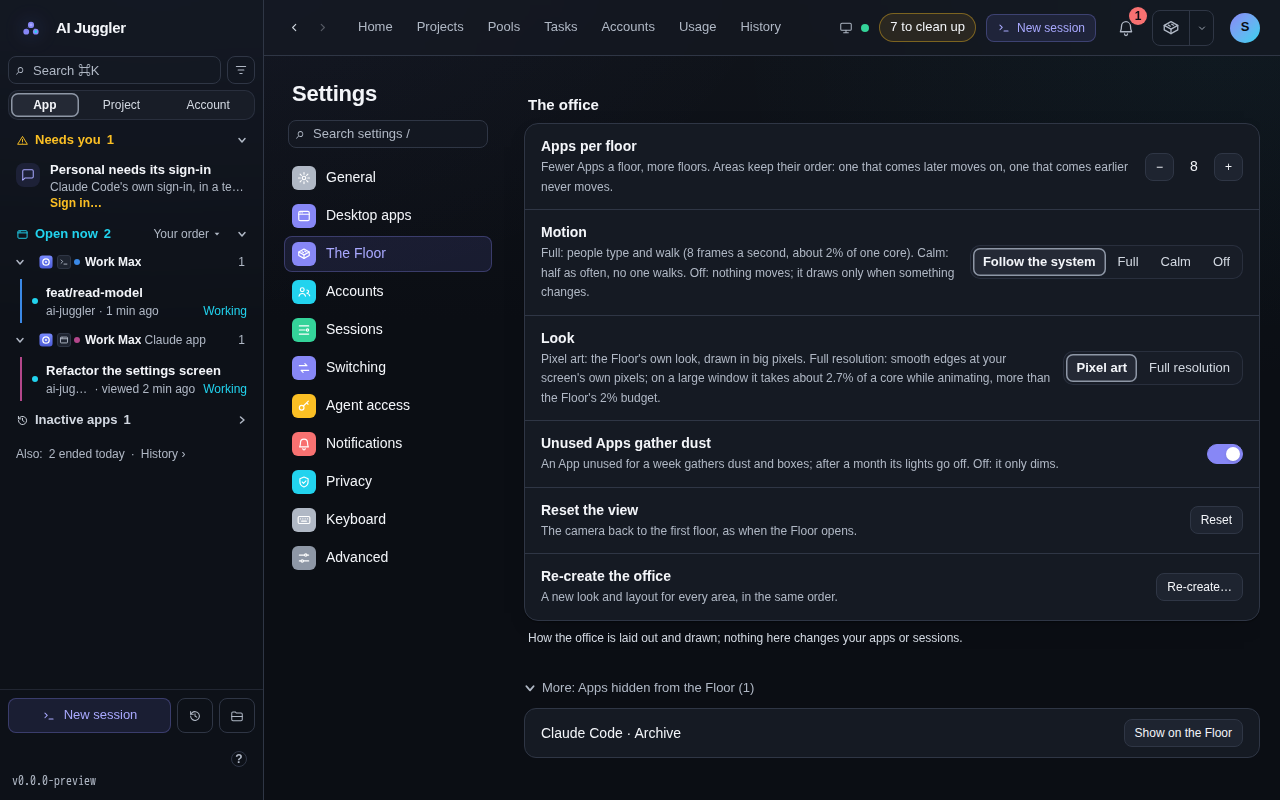 AI Juggler
Search ⌘K
App
Project
Account
Needs you 1
Personal needs its sign-in
Claude Code's own sign-in, in a te…
Sign in…
Open now 2
Your order
Work Max
1
feat/read-model
ai-juggler · 1 min ago
Working
Work Max Claude app
1
Refactor the settings screen
ai-jug… · viewed 2 min ago
Working
Inactive apps 1
Also: 2 ended today · History ›
New session
?
v0.0.0-preview
Home
Projects
Pools
Tasks
Accounts
Usage
History
7 to clean up
New session
1
S
Settings
Search settings /
General
Desktop apps
The Floor
Accounts
Sessions
Switching
Agent access
Notifications
Privacy
Keyboard
Advanced
The office
Apps per floor
Fewer Apps a floor, more floors. Areas keep their order: one that comes later moves on, one that comes earlier
never moves.
−
8
+
Motion
Full: people type and walk (8 frames a second, about 2% of one core). Calm:
half as often, no one walks. Off: nothing moves; it draws only when something
changes.
Follow the system
Full
Calm
Off
Look
Pixel art: the Floor's own look, drawn in big pixels. Full resolution: smooth edges at your
screen's own pixels; on a large window it takes about 2.7% of a core while animating, more than
the Floor's 2% budget.
Pixel art
Full resolution
Unused Apps gather dust
An App unused for a week gathers dust and boxes; after a month its lights go off. Off: it only dims.
Reset the view
The camera back to the first floor, as when the Floor opens.
Reset
Re-create the office
A new look and layout for every area, in the same order.
Re-create…
How the office is laid out and drawn; nothing here changes your apps or sessions.
More: Apps hidden from the Floor (1)
Claude Code · Archive
Show on the Floor